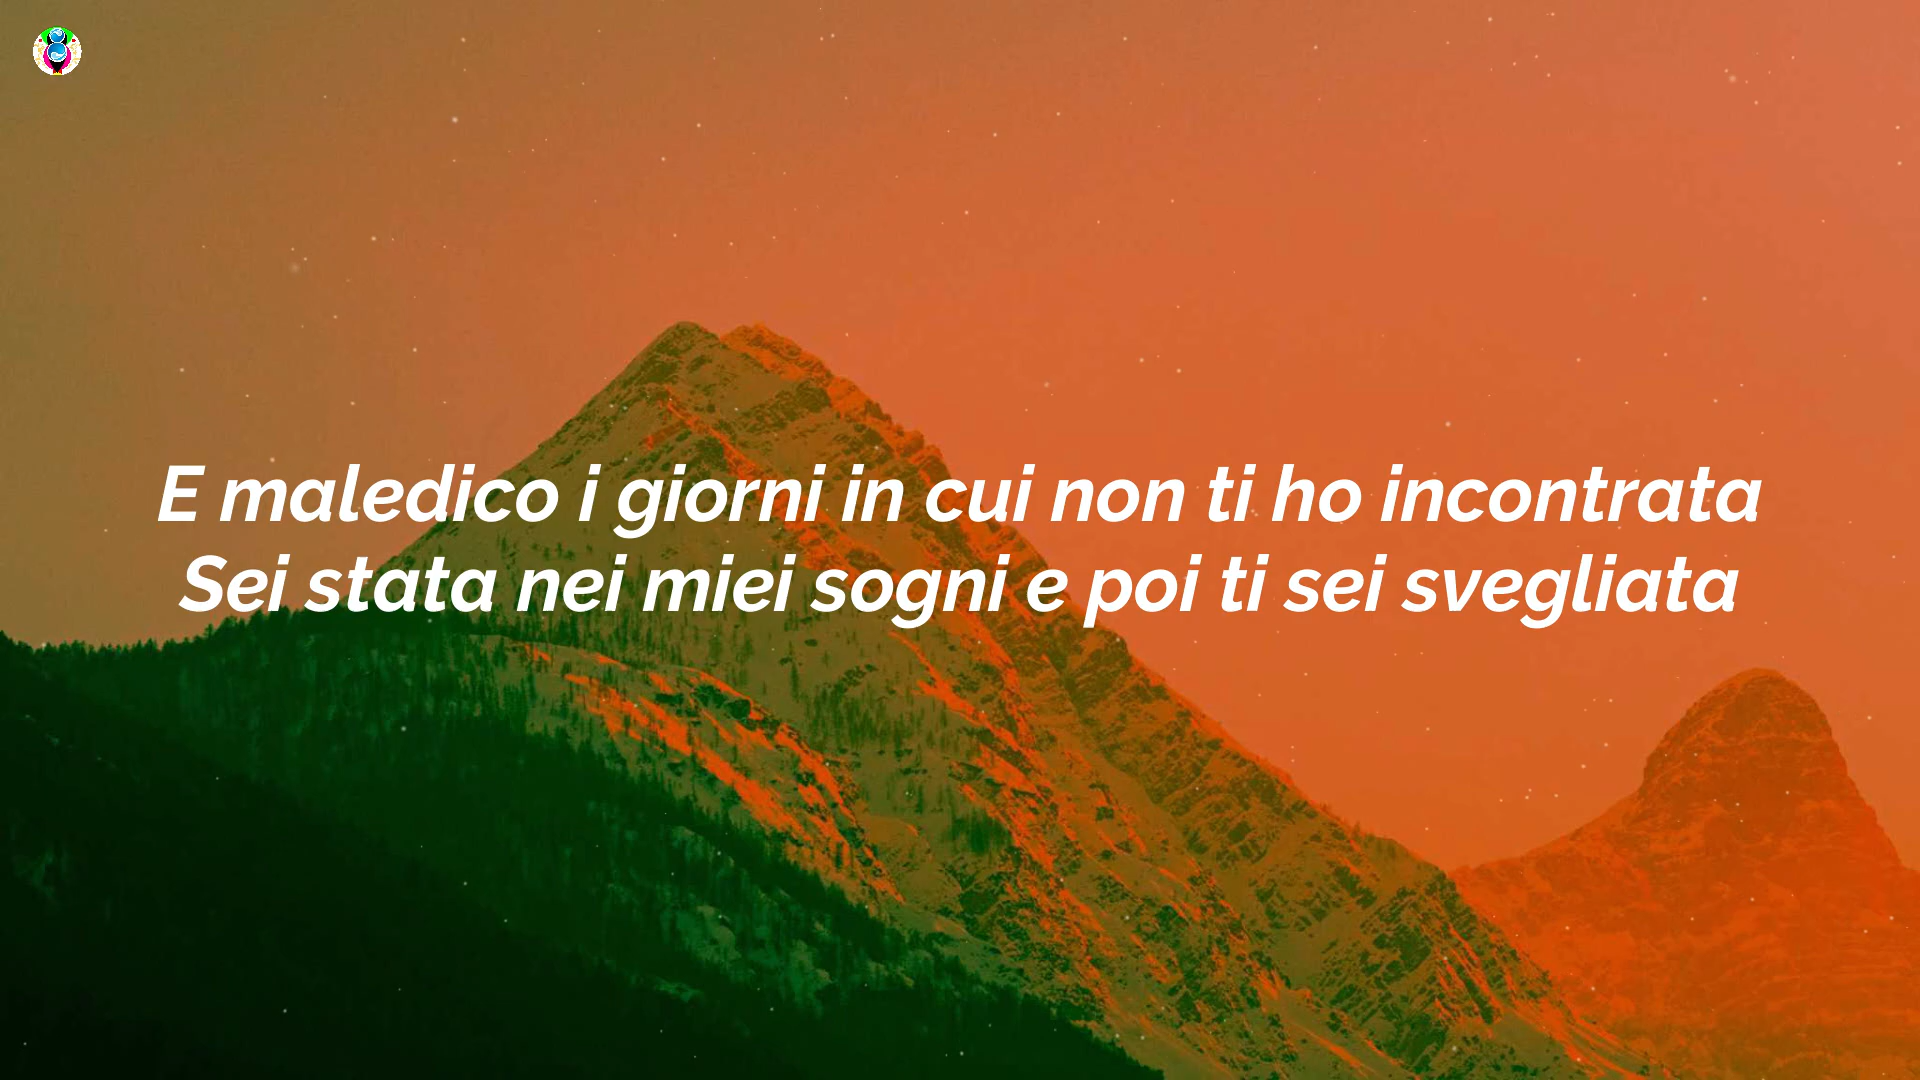 E maledico i giorni in cui non ti ho incontrata
Sei stata nei miei sogni e poi ti sei svegliata